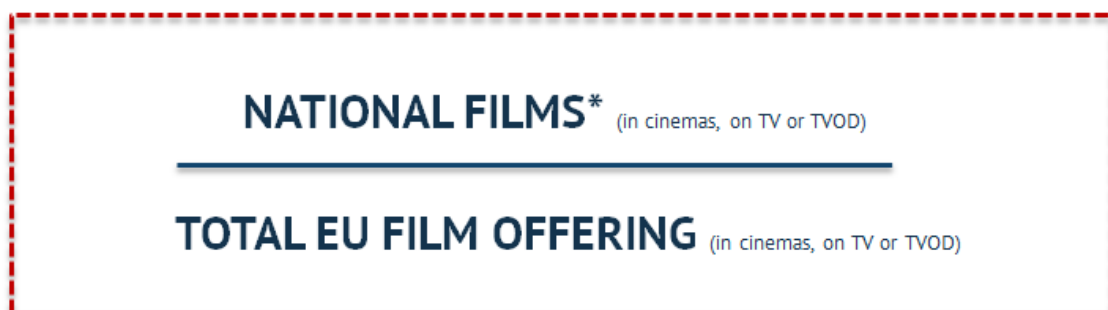 NATIONAL FILMS* (in cinemas, on TV or TVOD)
TOTAL EU FILM OFFERING (in cinemas, on TV or TVOD)